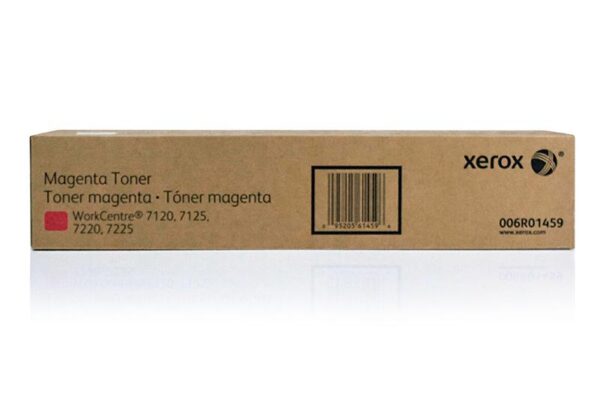 Magenta Toner
Toner magenta • Tóner magenta
WorkCentre® 7120, 7125,
7220, 7225
xerox
006R01459
www.xerox.com